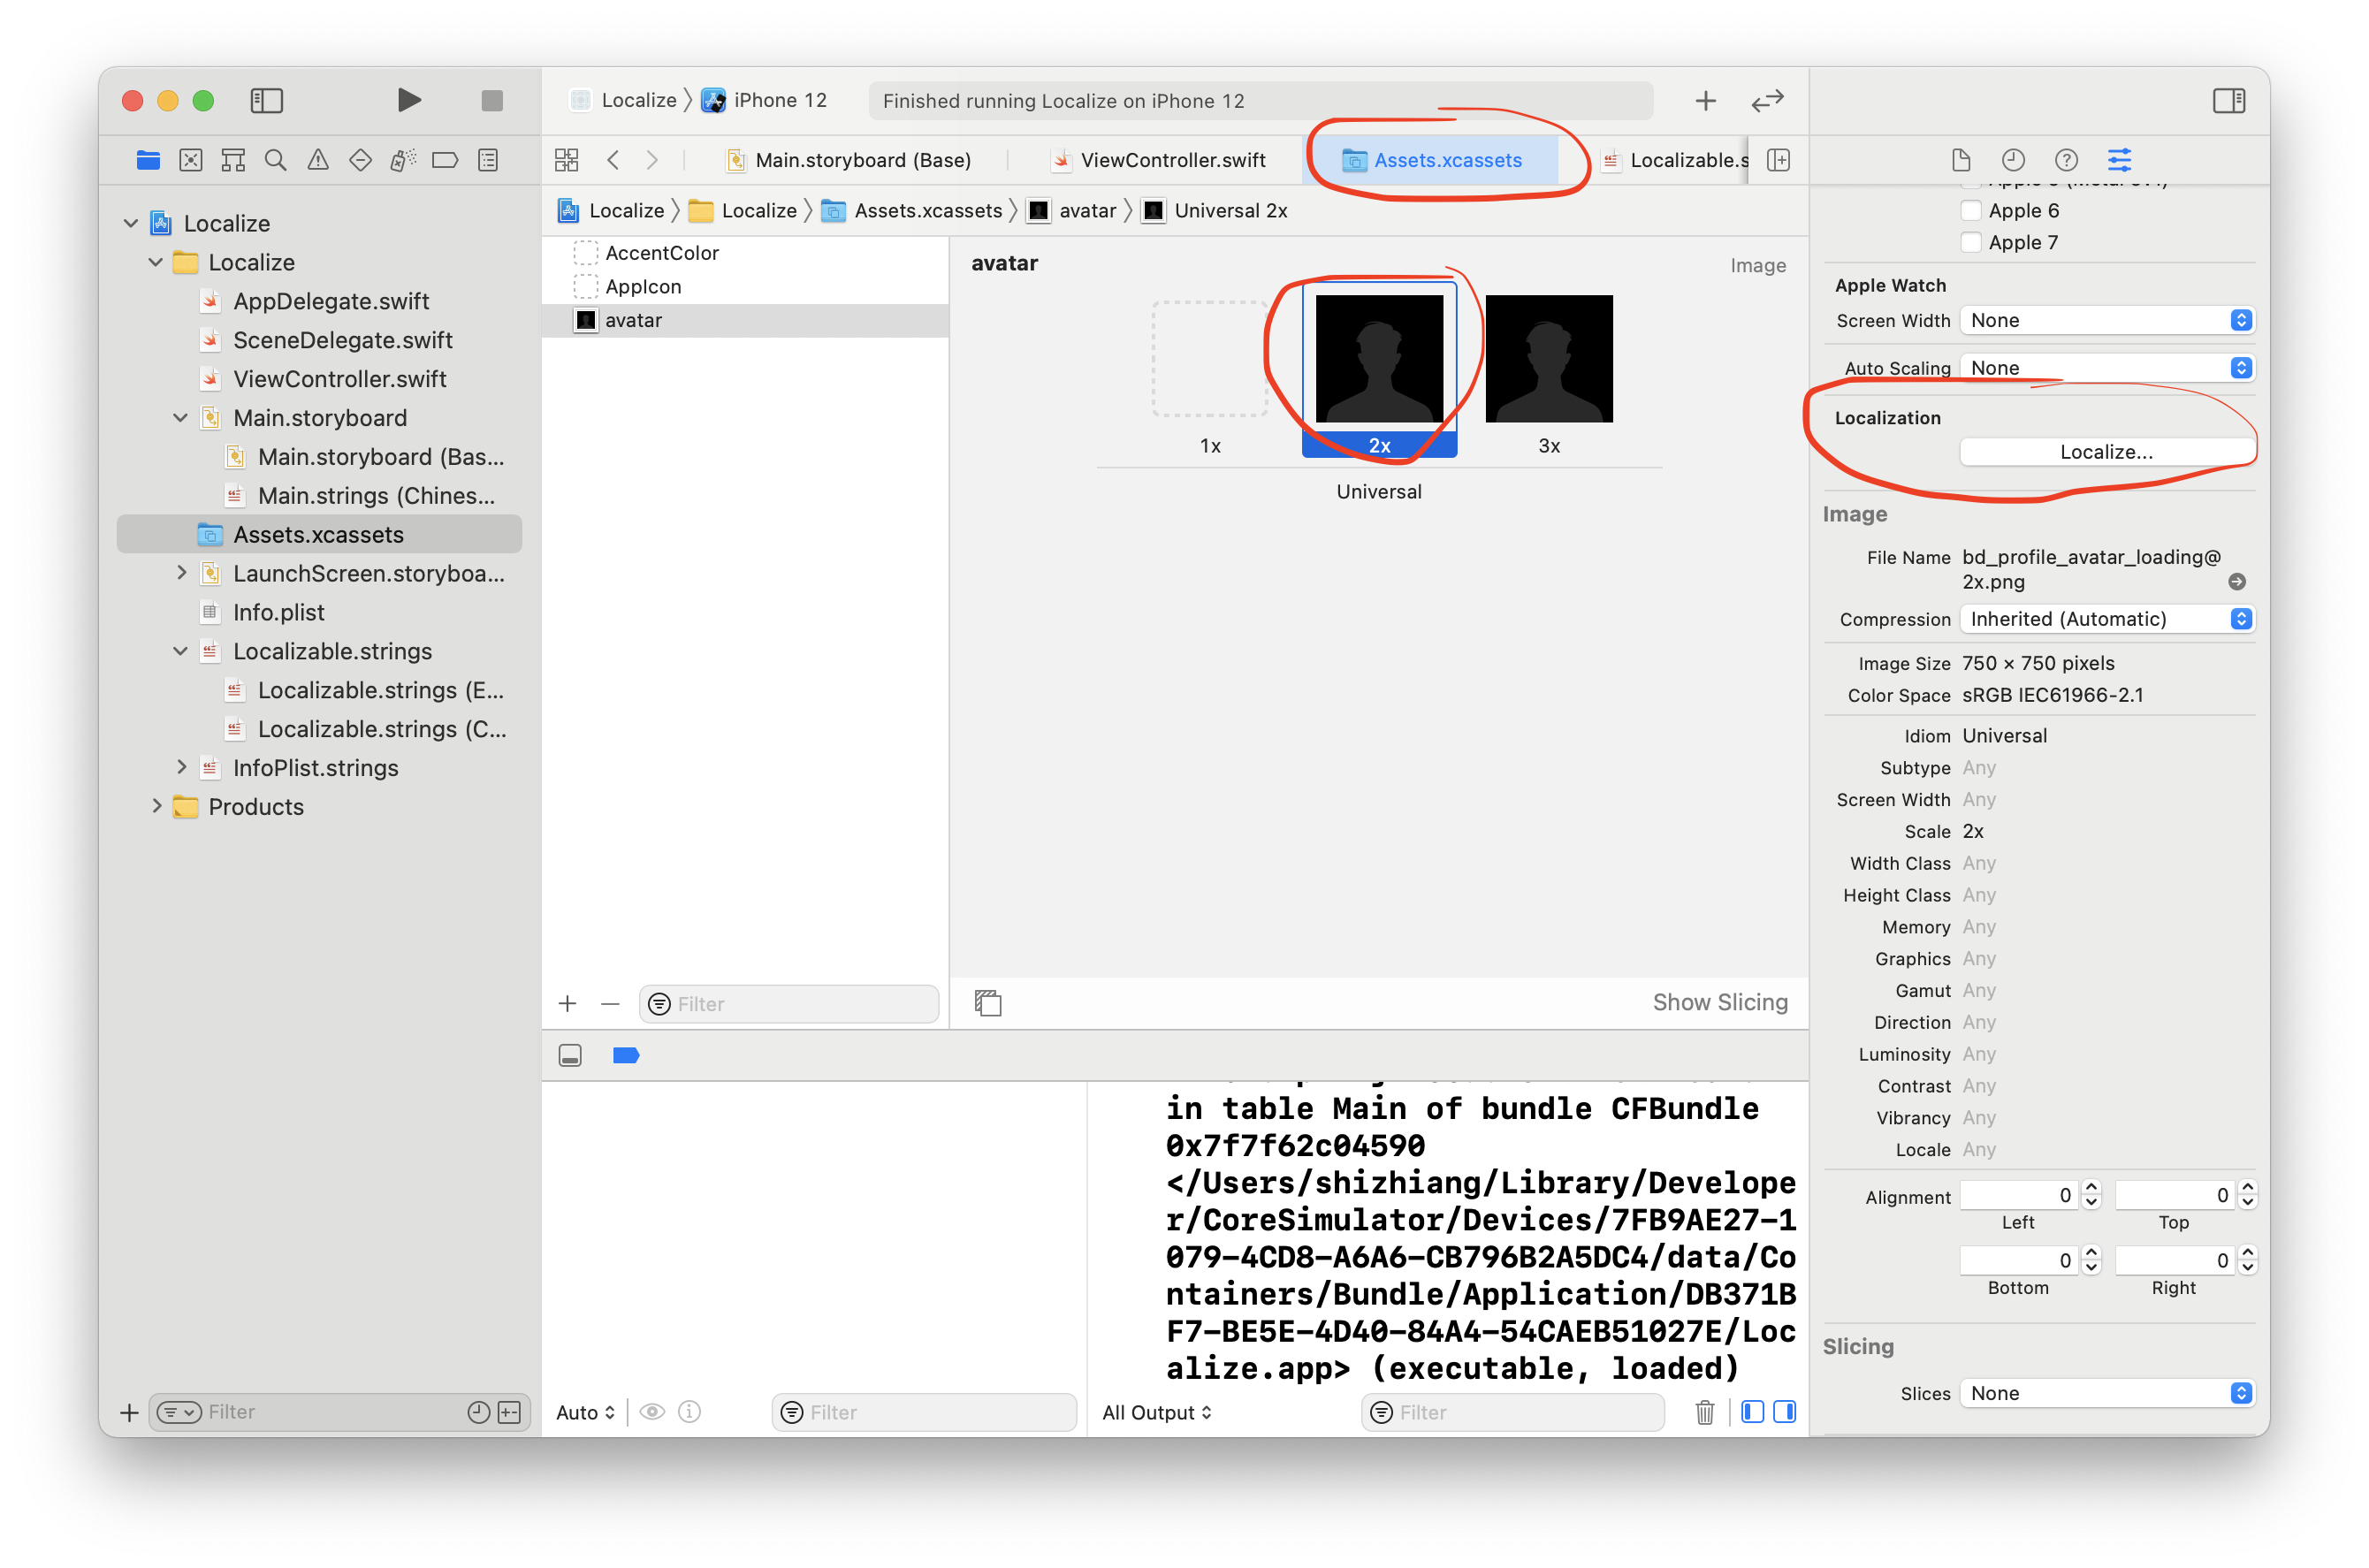 Localize
iPhone 12
Finished running Localize on iPhone 12
Main.storyboard (Base)
ViewController.swift
Assets.xcassets
Localizable.s
Localize
Localize
Assets.xcassets
avatar
Universal 2x
Localize
Localize
AppDelegate.swift
SceneDelegate.swift
ViewController.swift
Main.storyboard
Main.storyboard (Bas...
Main.strings (Chines...
Assets.xcassets
LaunchScreen.storyboa...
Info.plist
Localizable.strings
Localizable.strings (E...
Localizable.strings (C...
InfoPlist.strings
Products
Filter
AccentColor
AppIcon
avatar
Filter
avatar
Image
1x
2x
3x
Universal
Show Slicing
in table Main of bundle CFBundle
0x7f7f62c04590
</Users/shizhiang/Library/Develope
r/CoreSimulator/Devices/7FB9AE27-1
079-4CD8-A6A6-CB796B2A5DC4/data/Co
ntainers/Bundle/Application/DB371B
F7-BE5E-4D40-84A4-54CAEB51027E/Loc
alize.app> (executable, loaded)
Auto
Filter
All Output
Filter
Apple 6
Apple 7
Apple Watch
Screen Width None
Auto Scaling None
Localization
Localize...
Image
File Name bd_profile_avatar_loading@
2x.png
Compression Inherited (Automatic)
Image Size 750 × 750 pixels
Color Space sRGB IEC61966-2.1
Idiom Universal
Subtype Any
Screen Width Any
Scale 2x
Width Class Any
Height Class Any
Memory Any
Graphics Any
Gamut Any
Direction Any
Luminosity Any
Contrast Any
Vibrancy Any
Locale Any
Alignment 0 0
Left Top
0 0
Bottom Right
Slicing
Slices None